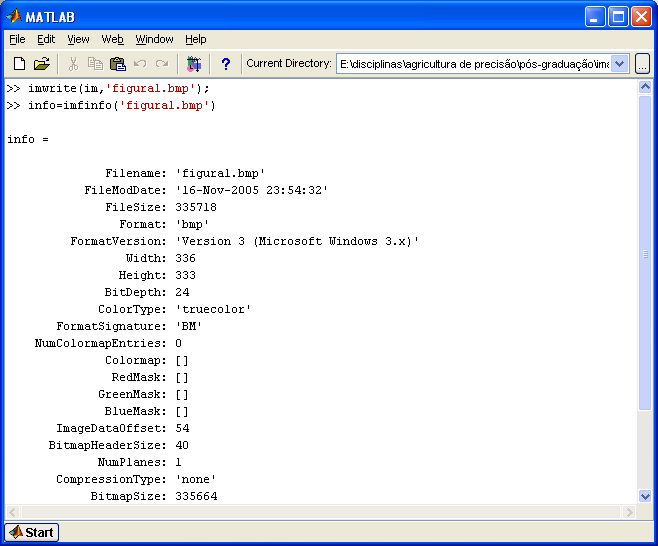 MATLAB
File Edit View Web Window Help
Current Directory: E:\disciplinas\agricultura de precisão\pós-graduação\ima ...
>> imwrite(im,'figura1.bmp');
>> info=imfinfo('figura1.bmp')
info =
Filename: 'figura1.bmp'
FileModDate: '16-Nov-2005 23:54:32'
FileSize: 335718
Format: 'bmp'
FormatVersion: 'Version 3 (Microsoft Windows 3.x)'
Width: 336
Height: 333
BitDepth: 24
ColorType: 'truecolor'
FormatSignature: 'BM'
NumColormapEntries: 0
Colormap: []
RedMask: []
GreenMask: []
BlueMask: []
ImageDataOffset: 54
BitmapHeaderSize: 40
NumPlanes: 1
CompressionType: 'none'
BitmapSize: 335664
Start